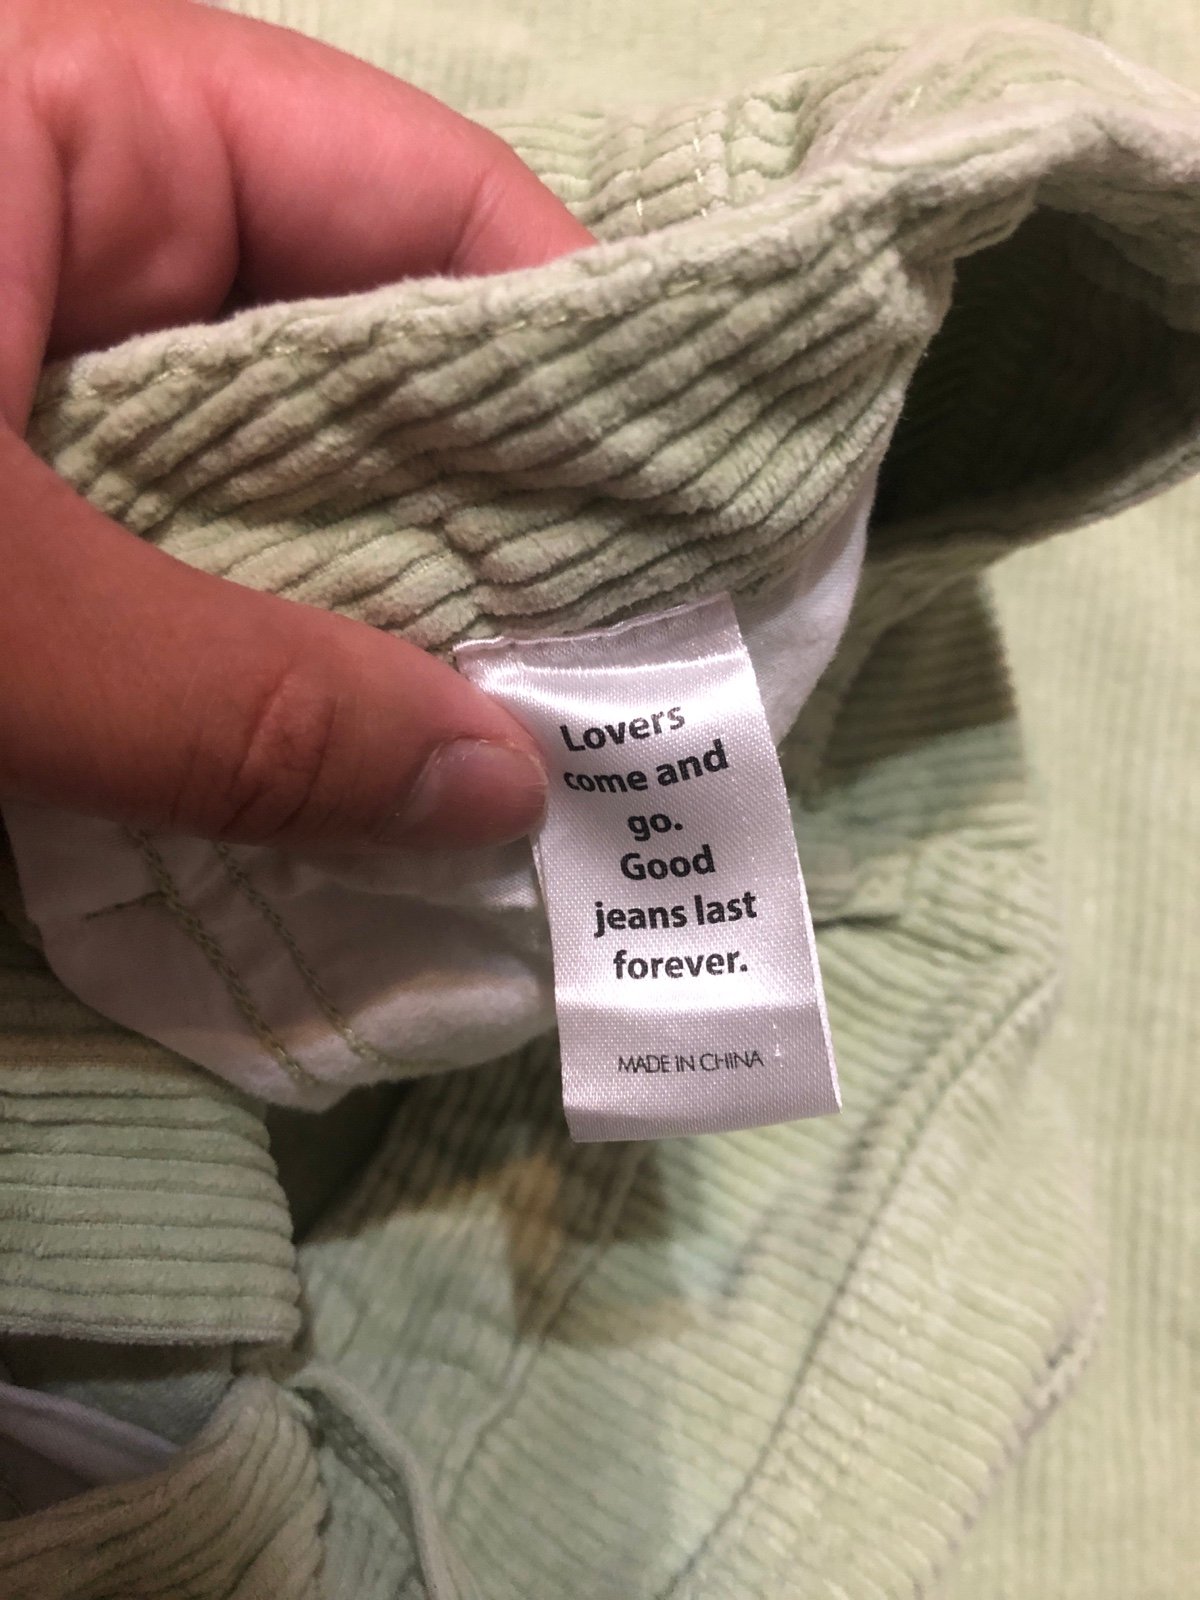 Lovers
come and
go.
Good
jeans last
forever.
MADE IN CHINA